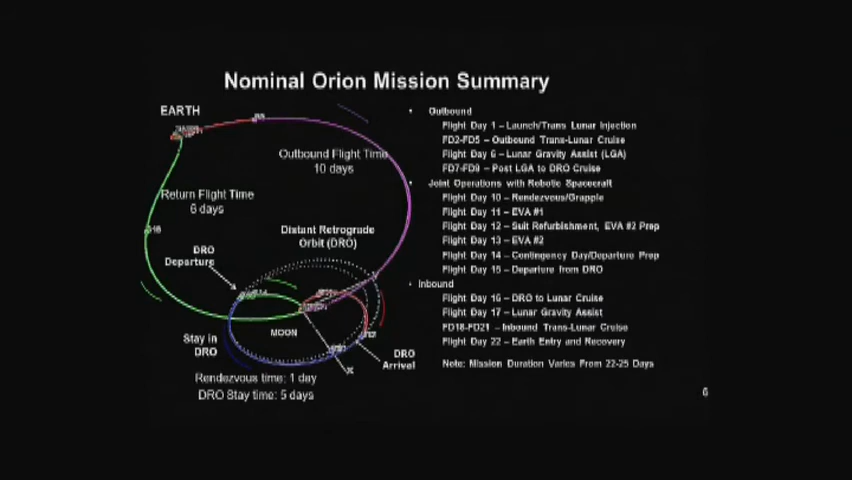 Nominal Orion Mission Summary
EARTH
Outbound Flight Time
10 days
Return Flight Time
6 days
Distant Retrograde
Orbit (DRO)
DRO
Departure
MOON
Stay in
DRO
DRO
Arrival
Rendezvous time: 1 day
DRO Stay time: 5 days
• Outbound
Flight Day 1 – Launch/Trans Lunar Injection
FD2-FD5 – Outbound Trans-Lunar Cruise
Flight Day 6 – Lunar Gravity Assist (LGA)
FD7-FD9 – Post LGA to DRO Cruise
• Joint Operations with Robotic Spacecraft
Flight Day 10 – Rendezvous/Grapple
Flight Day 11 – EVA #1
Flight Day 12 – Suit Refurbishment, EVA #2 Prep
Flight Day 13 – EVA #2
Flight Day 14 – Contingency Day/Departure Prep
Flight Day 15 – Departure from DRO
• Inbound
Flight Day 16 – DRO to Lunar Cruise
Flight Day 17 – Lunar Gravity Assist
FD18-FD21 – Inbound Trans-Lunar Cruise
Flight Day 22 – Earth Entry and Recovery
Note: Mission Duration Varies From 22-25 Days
6